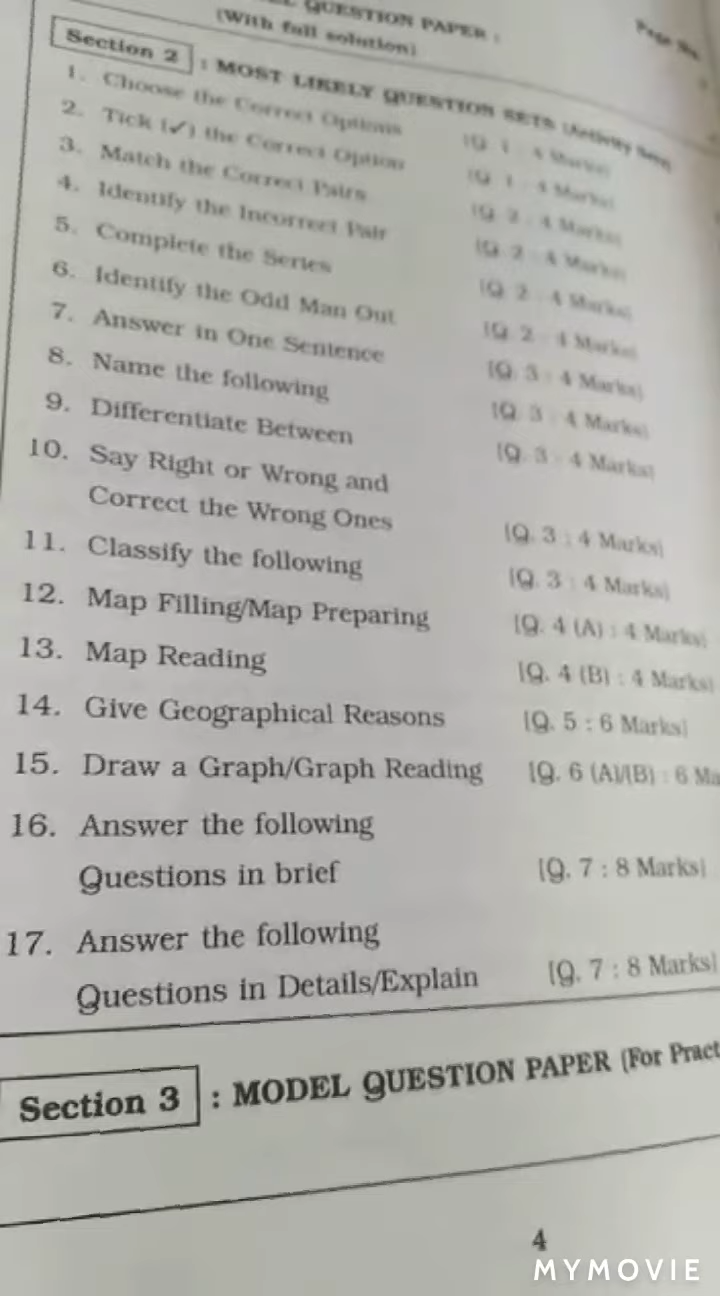 QUESTION PAPER :
(With full solution)
Page No.
Section 2 : MOST LIKELY QUESTION SETS (Activity Sets)
1. Choose the Correct Options [Q. 1 : 4 Marks]
2. Tick (✓) the Correct Option [Q. 1 : 4 Marks]
3. Match the Correct Pairs [Q. 2 : 4 Marks]
4. Identify the Incorrect Pair [Q. 2 : 4 Marks]
5. Complete the Series [Q. 2 : 4 Marks]
6. Identify the Odd Man Out [Q. 2 : 4 Marks]
7. Answer in One Sentence [Q. 3 : 4 Marks]
8. Name the following [Q. 3 : 4 Marks]
9. Differentiate Between [Q. 3 : 4 Marks]
10. Say Right or Wrong and
Correct the Wrong Ones [Q. 3 : 4 Marks]
11. Classify the following [Q. 3 : 4 Marks]
12. Map Filling/Map Preparing [Q. 4 (A) : 4 Marks]
13. Map Reading [Q. 4 (B) : 4 Marks]
14. Give Geographical Reasons [Q. 5 : 6 Marks]
15. Draw a Graph/Graph Reading [Q. 6 (A)/(B) : 6 Ma
16. Answer the following
Questions in brief [Q. 7 : 8 Marks]
17. Answer the following
Questions in Details/Explain [Q. 7 : 8 Marks]
Section 3 : MODEL QUESTION PAPER (For Pract
4
MYMOVIE